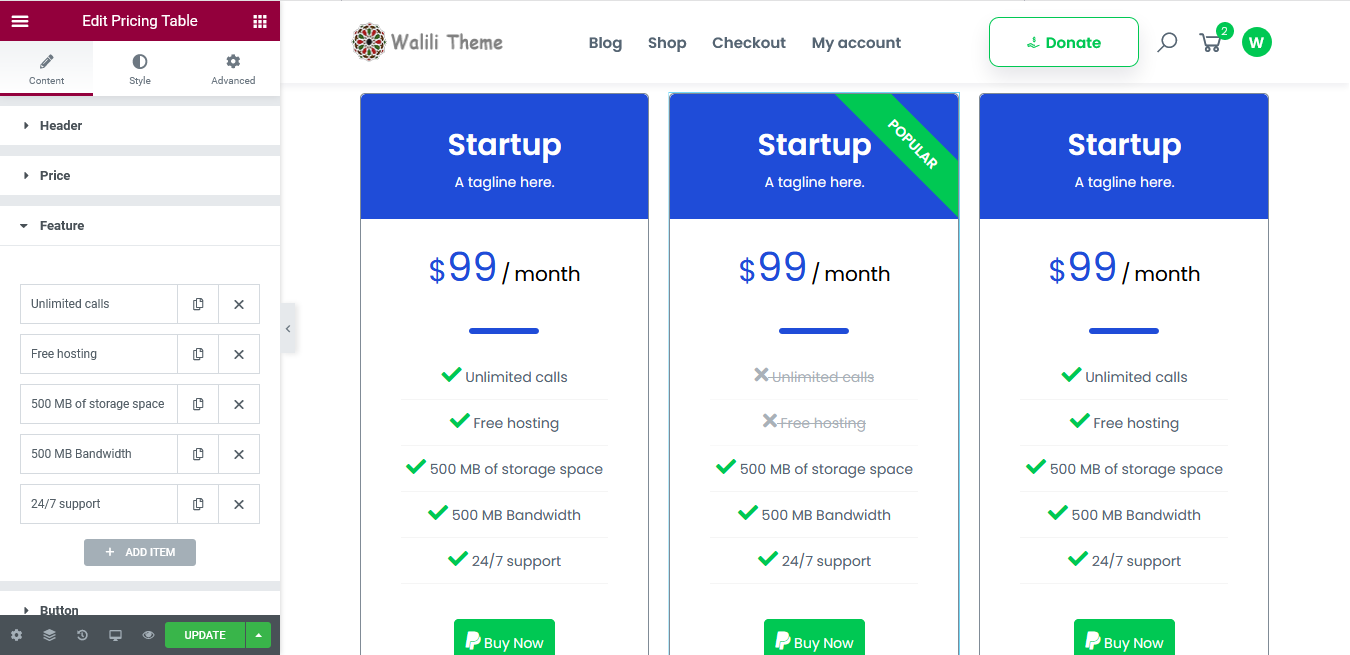 Edit Pricing Table
Content
Style
Advanced
Header
Price
Feature
Unlimited calls
Free hosting
500 MB of storage space
500 MB Bandwidth
24/7 support
ADD ITEM
Button
UPDATE
Walili Theme
Blog
Shop
Checkout
My account
Donate
2
W
Startup
A tagline here.
$99 / month
Unlimited calls
Free hosting
500 MB of storage space
500 MB Bandwidth
24/7 support
Buy Now
Startup
POPULAR
A tagline here.
$99 / month
Unlimited calls
Free hosting
500 MB of storage space
500 MB Bandwidth
24/7 support
Buy Now
Startup
A tagline here.
$99 / month
Unlimited calls
Free hosting
500 MB of storage space
500 MB Bandwidth
24/7 support
Buy Now